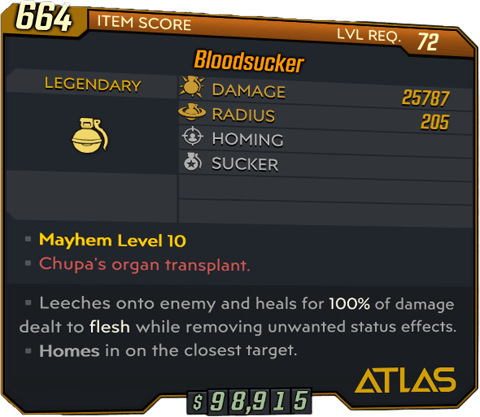 664 ITEM SCORE LVL REQ. 72
Bloodsucker
LEGENDARY
DAMAGE 25787
RADIUS 205
HOMING
SUCKER
Mayhem Level 10
Chupa's organ transplant.
Leeches onto enemy and heals for 100% of damage
dealt to flesh while removing unwanted status effects.
Homes in on the closest target.
ATLAS
$98,915